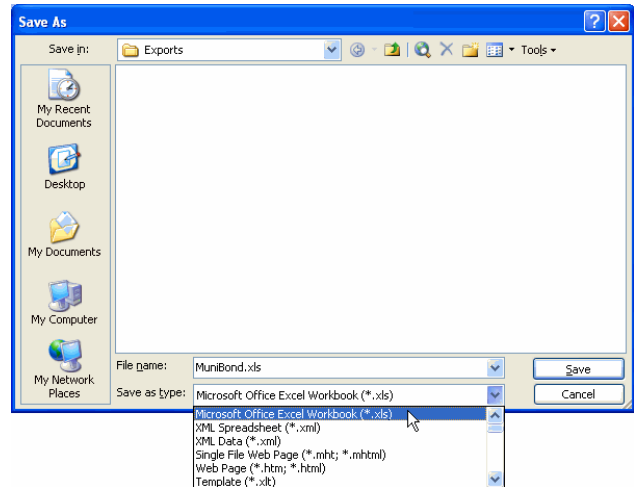 Save As
Save in:
Exports
Tools
My Recent
Documents
Desktop
My Documents
My Computer
My Network
Places
File name:
MuniBond.xls
Save
Save as type:
Microsoft Office Excel Workbook (*.xls)
Cancel
Microsoft Office Excel Workbook (*.xls)
XML Spreadsheet (*.xml)
XML Data (*.xml)
Single File Web Page (*.mht; *.mhtml)
Web Page (*.htm; *.html)
Template (*.xlt)